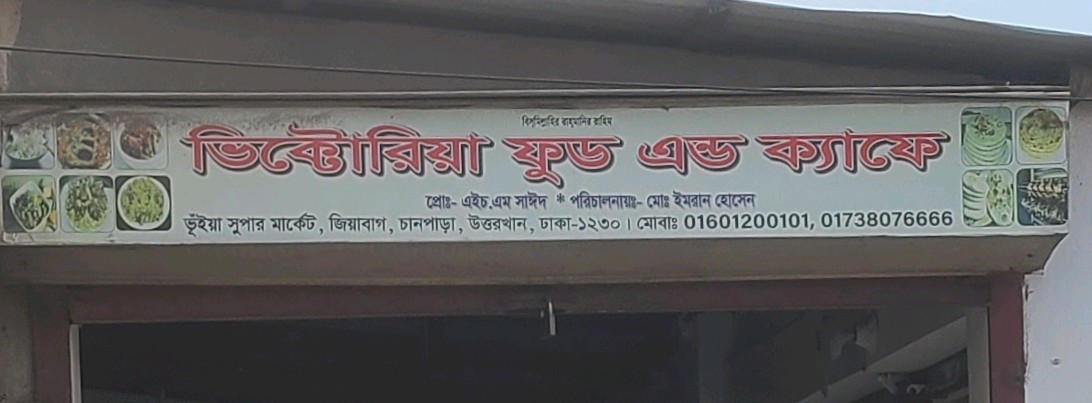 বিসমিল্লাহির রাহমানির রাহিম
ভিক্টোরিয়া ফুড এন্ড ক্যাফে
প্রোঃ- এইচ.এম সাঈদ * পরিচালনায়ঃ- মোঃ ইমরান হোসেন
ভূঁইয়া সুপার মার্কেট, জিয়াবাগ, চানপাড়া, উত্তরখান, ঢাকা-১২৩০। মোবাঃ 01601200101, 01738076666